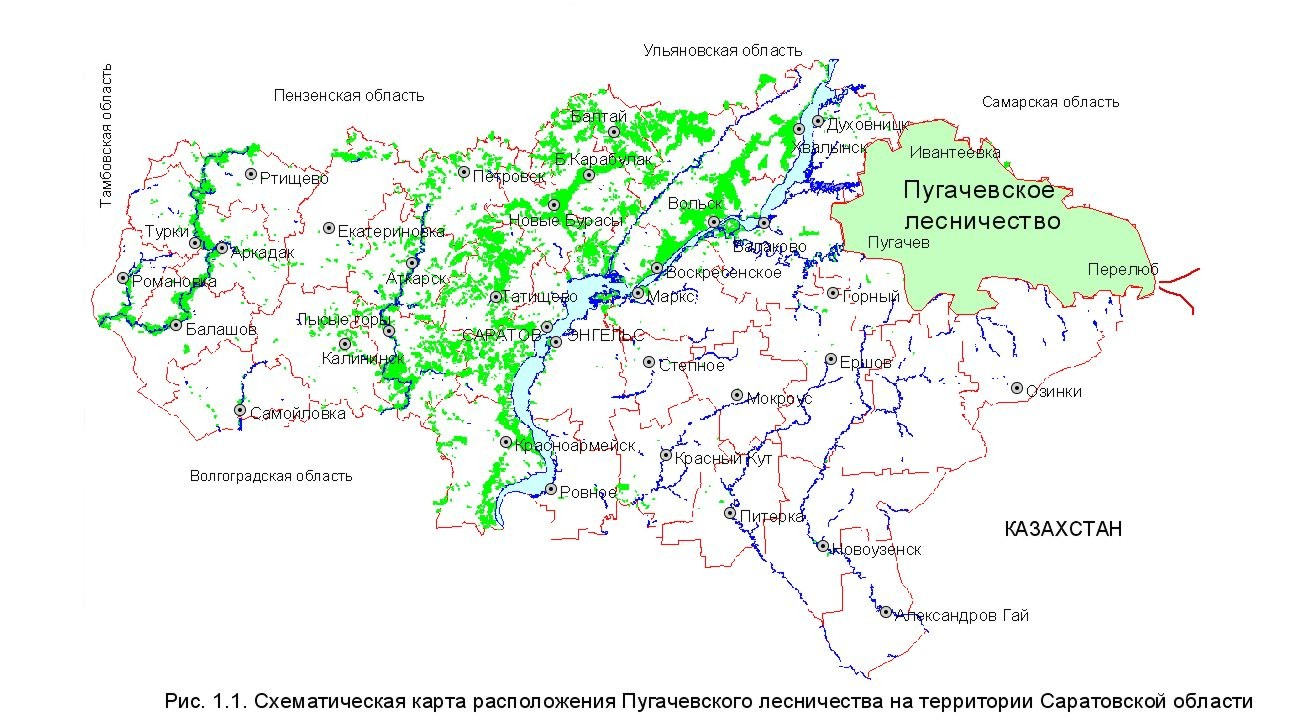 Ульяновская область
Пензенская область
Тамбовская область
Самарская область
Балтай
Духовницк
Хвалынск
Ивантеевка
Б.Карабулак
Петровск
Ртищево
Пугачевское
лесничество
Вольск
Новые Бурасы
Турки
Екатериновка
Аркадак
Балаково
Пугачев
Воскресенское
Перелюб
Аткарск
Романовка
Татищево
Маркс
Горный
Лысые горы
Балашов
САРАТОВ
ЭНГЕЛЬС
Калининск
Степное
Ершов
Озинки
Мокроус
Самойловка
Красноармейск
Красный Кут
Волгоградская область
Ровное
Питерка
КАЗАХСТАН
Новоузенск
Александров Гай
Рис. 1.1. Схематическая карта расположения Пугачевского лесничества на территории Саратовской области